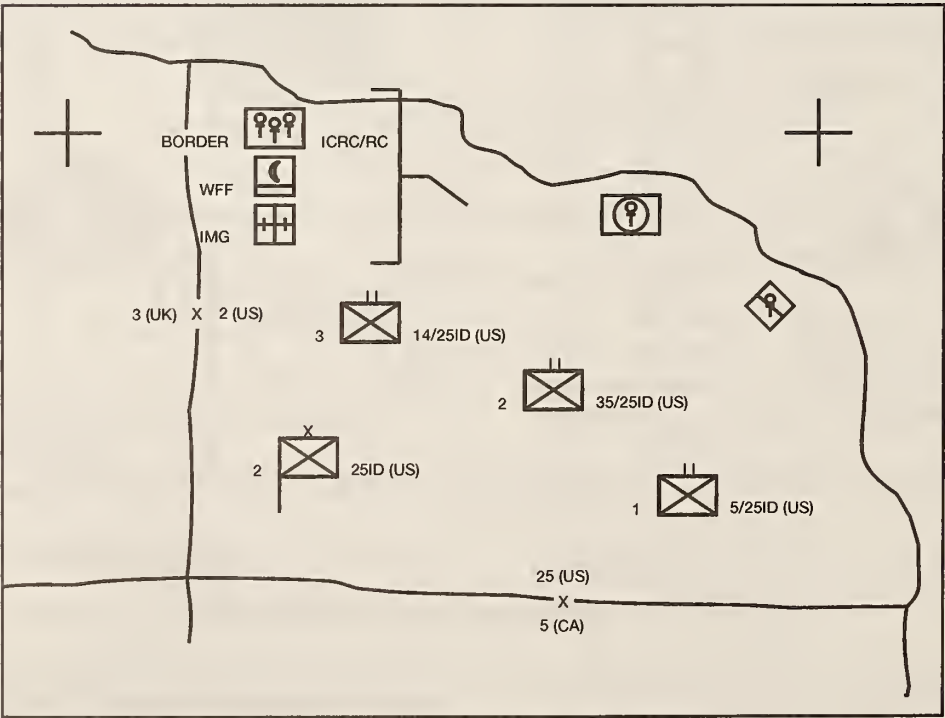 BORDER ICRC/RC
WFF
IMG
3 (UK) X 2 (US)
3 14/25ID (US)
2 35/25ID (US)
X
2 25ID (US)
1 5/25ID (US)
25 (US)
X
5 (CA)